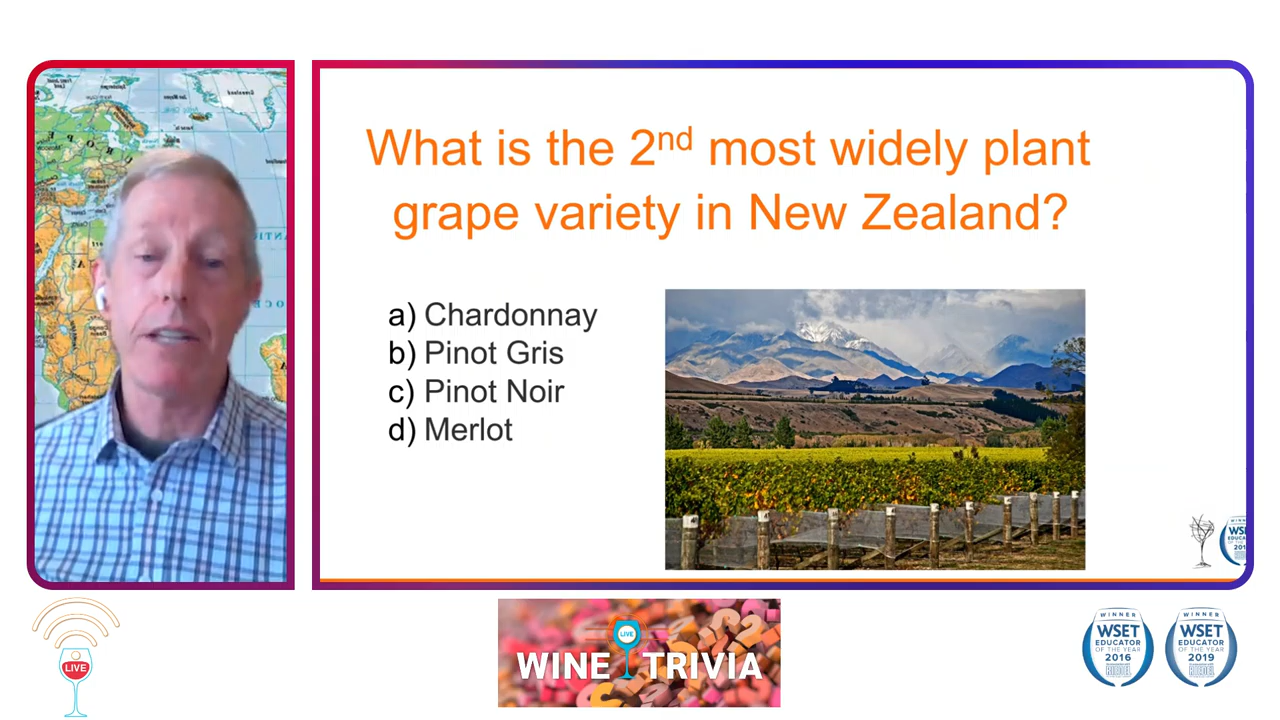 What is the 2nd most widely plant
grape variety in New Zealand?
a) Chardonnay
b) Pinot Gris
c) Pinot Noir
d) Merlot
LIVE
LIVE
WINE TRIVIA
WINNER
WSET
EDUCATOR
OF THE YEAR
2016
WINNER
WSET
EDUCATOR
OF THE YEAR
2019